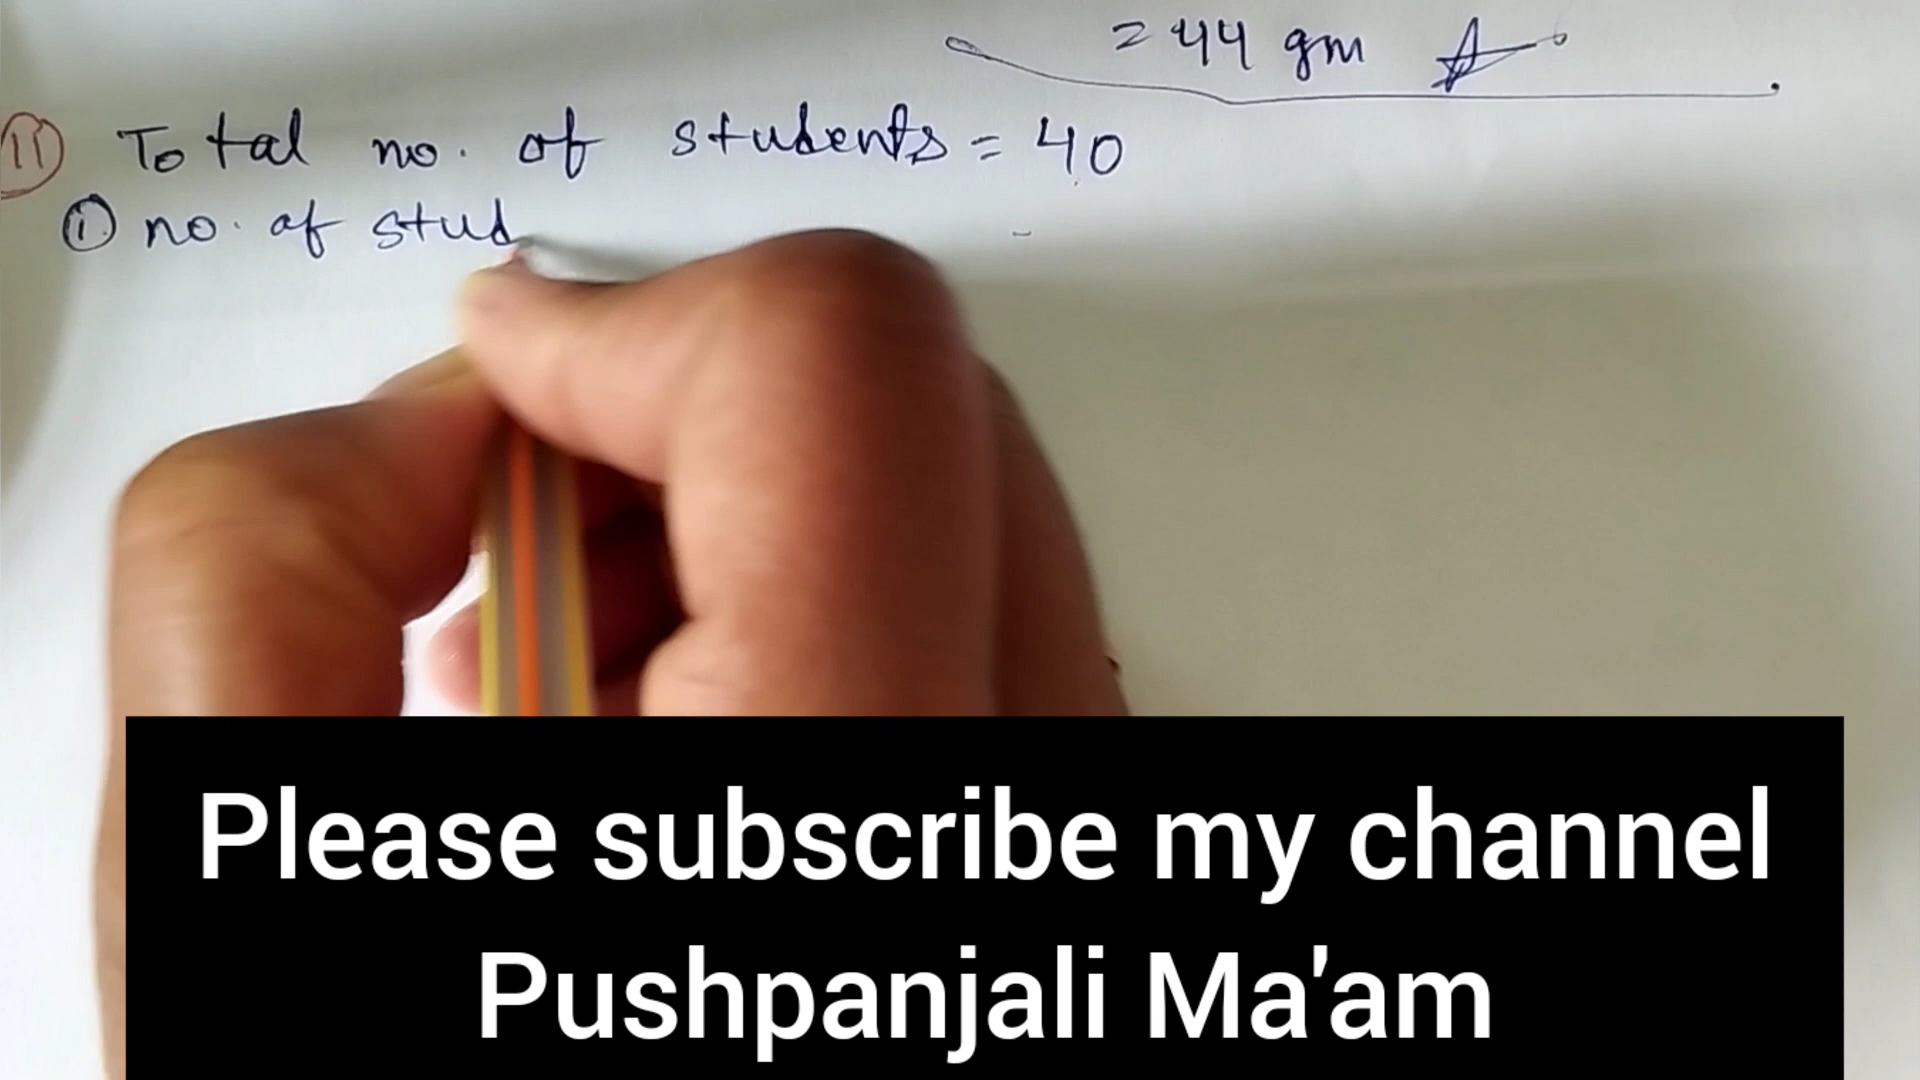 = 44 gm
11 Total no. of students = 40
i no. of stud
Please subscribe my channel
Pushpanjali Ma'am